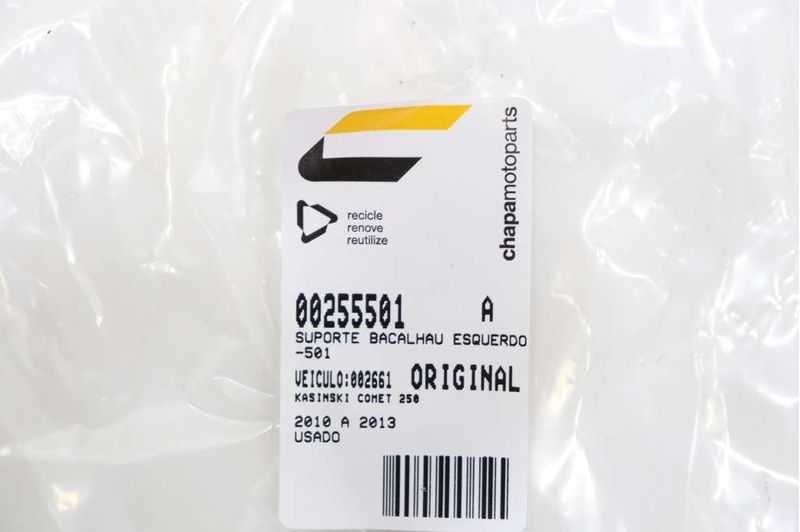 chapamotoparts
recicle
renove
reutilize
00255501 A
SUPORTE BACALHAU ESQUERDO
-501
VEICULO:002661 ORIGINAL
KASINSKI COMET 250
2010 A 2013
USADO